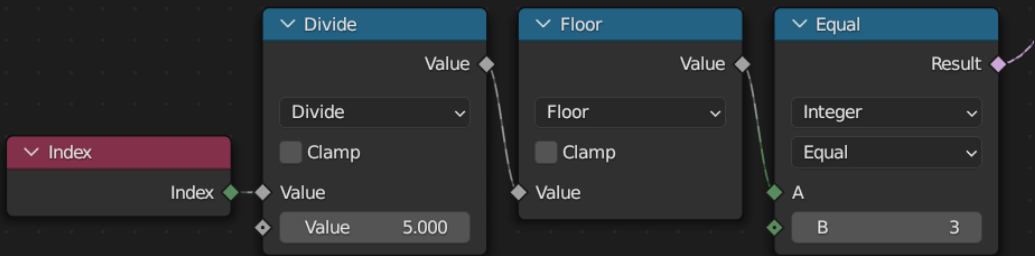 Index
Index
Divide
Value
Divide
Clamp
Value
Value 5.000
Floor
Value
Floor
Clamp
Value
Equal
Result
Integer
Equal
A
B 3